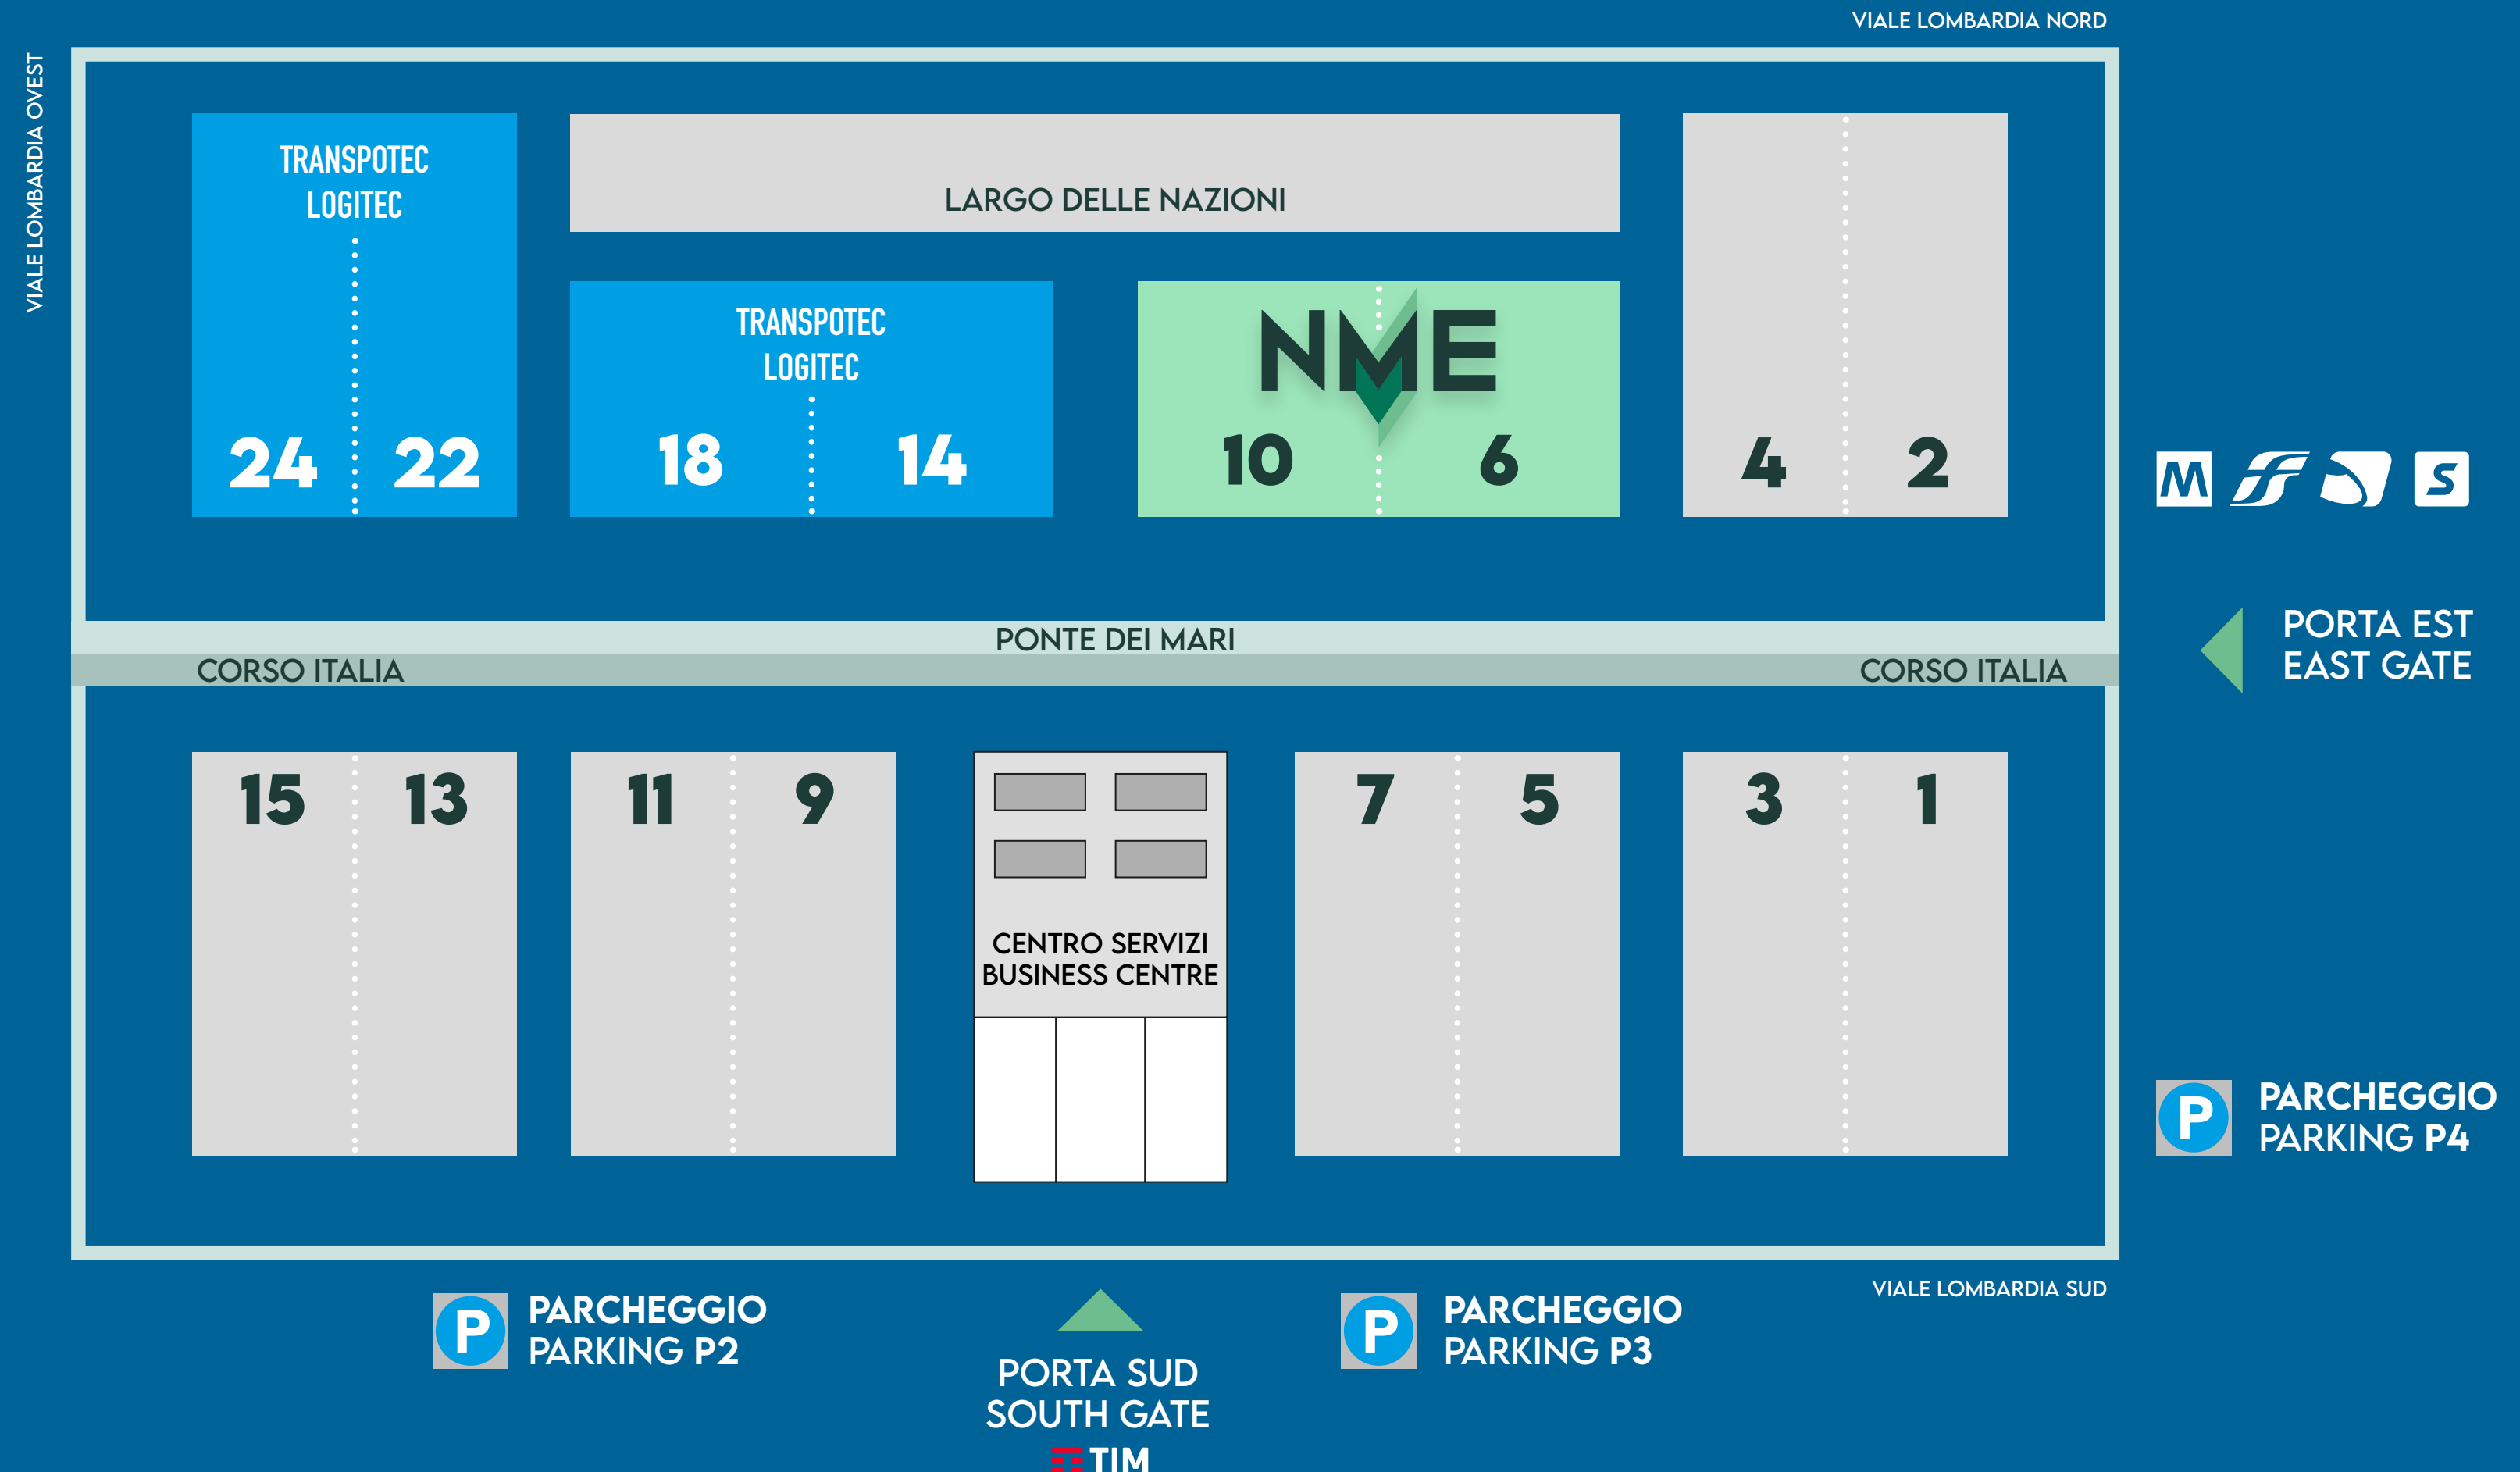 VIALE LOMBARDIA NORD
VIALE LOMBARDIA OVEST
TRANSPOTEC
LOGITEC
24 22
LARGO DELLE NAZIONI
TRANSPOTEC
LOGITEC
18 14
NME
10 6
4 2
M S
PONTE DEI MARI
CORSO ITALIA
CORSO ITALIA
PORTA EST
EAST GATE
15 13
11 9
CENTRO SERVIZI
BUSINESS CENTRE
7 5
3 1
P
PARCHEGGIO
PARKING P4
VIALE LOMBARDIA SUD
P
PARCHEGGIO
PARKING P2
PORTA SUD
SOUTH GATE
TIM
P
PARCHEGGIO
PARKING P3